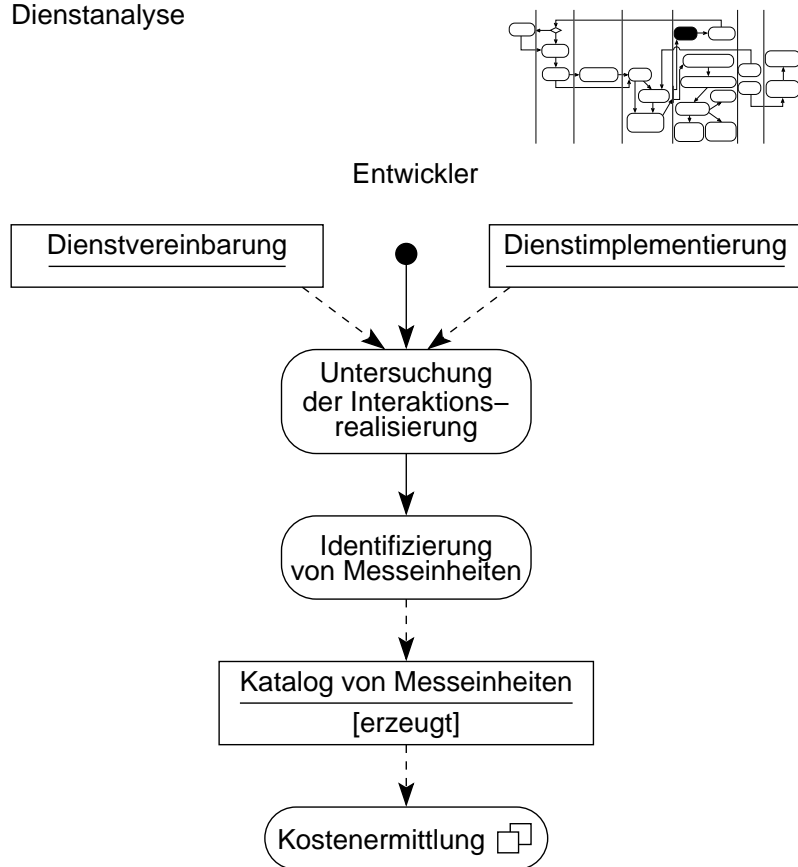 Dienstanalyse
Entwickler
Dienstvereinbarung
Dienstimplementierung
Untersuchung
der Interaktions–
realisierung
Identifizierung
von Messeinheiten
Katalog von Messeinheiten
[erzeugt]
Kostenermittlung